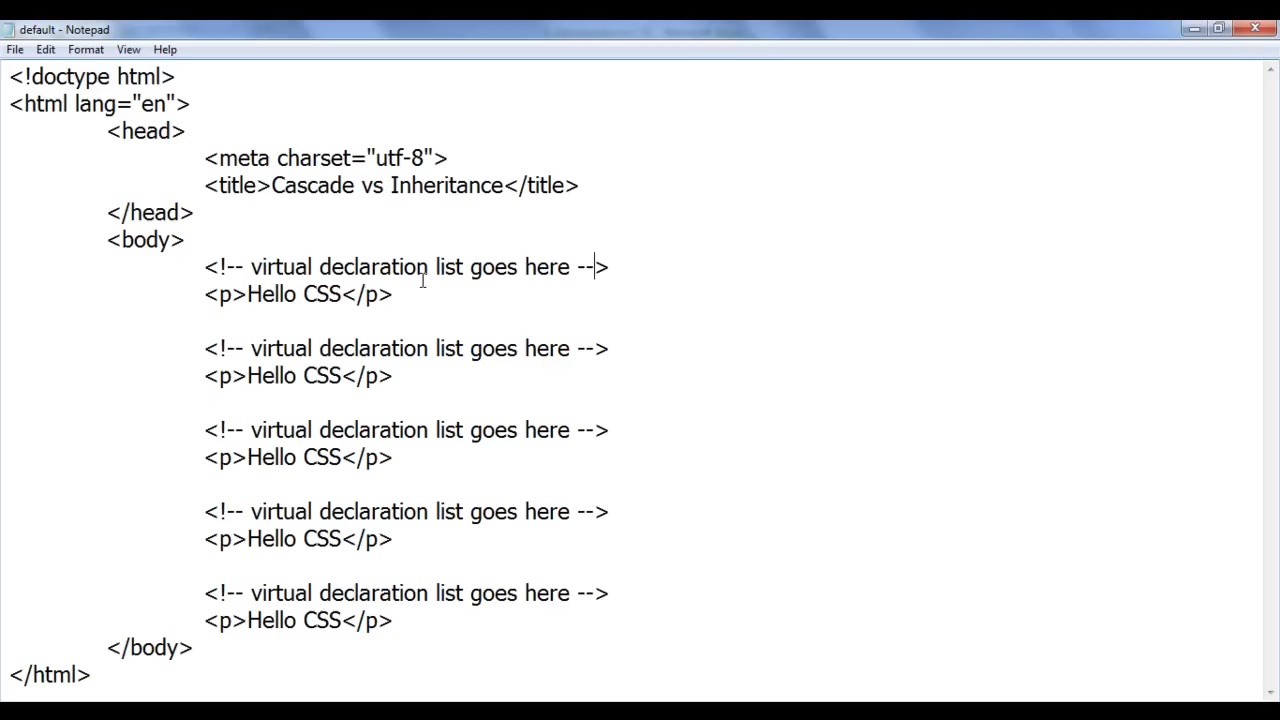 default - Notepad
File Edit Format View Help
<!doctype html>
<html lang="en">
<head>
<meta charset="utf-8">
<title>Cascade vs Inheritance</title>
</head>
<body>
<!-- virtual declaration list goes here -->
<p>Hello CSS</p>
<!-- virtual declaration list goes here -->
<p>Hello CSS</p>
<!-- virtual declaration list goes here -->
<p>Hello CSS</p>
<!-- virtual declaration list goes here -->
<p>Hello CSS</p>
<!-- virtual declaration list goes here -->
<p>Hello CSS</p>
</body>
</html>